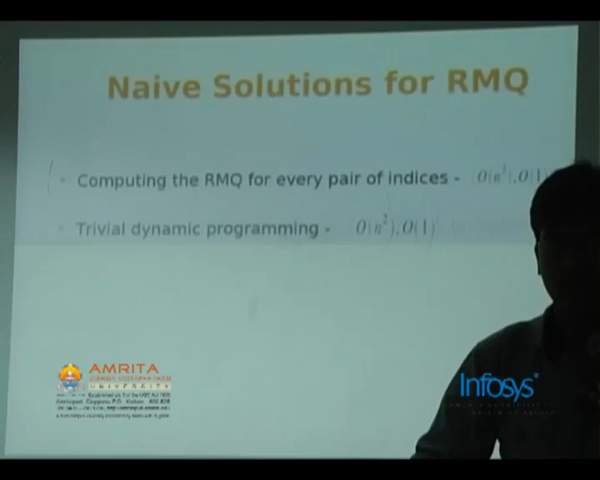 Naive Solutions for RMQ
• Computing the RMQ for every pair of indices - O(n³),O(1)
• Trivial dynamic programming - O(n²),O(1)
AMRITA
UNIVERSITY
Infosys